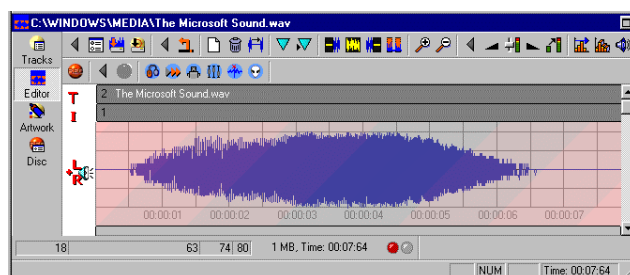 C:\WINDOWS\MEDIA\The Microsoft Sound.wav
Tracks
Editor
Artwork
Disc
T
I
L
R
2 The Microsoft Sound.wav
1
00:00:01 00:00:02 00:00:03 00:00:04 00:00:05 00:00:06 00:00:07
18 63 74 80 1 MB, Time: 00:07:64
NUM Time: 00:07:64